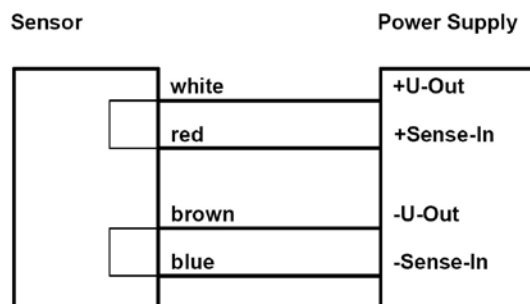 Sensor Power Supply
white +U-Out
red +Sense-In
brown -U-Out
blue -Sense-In